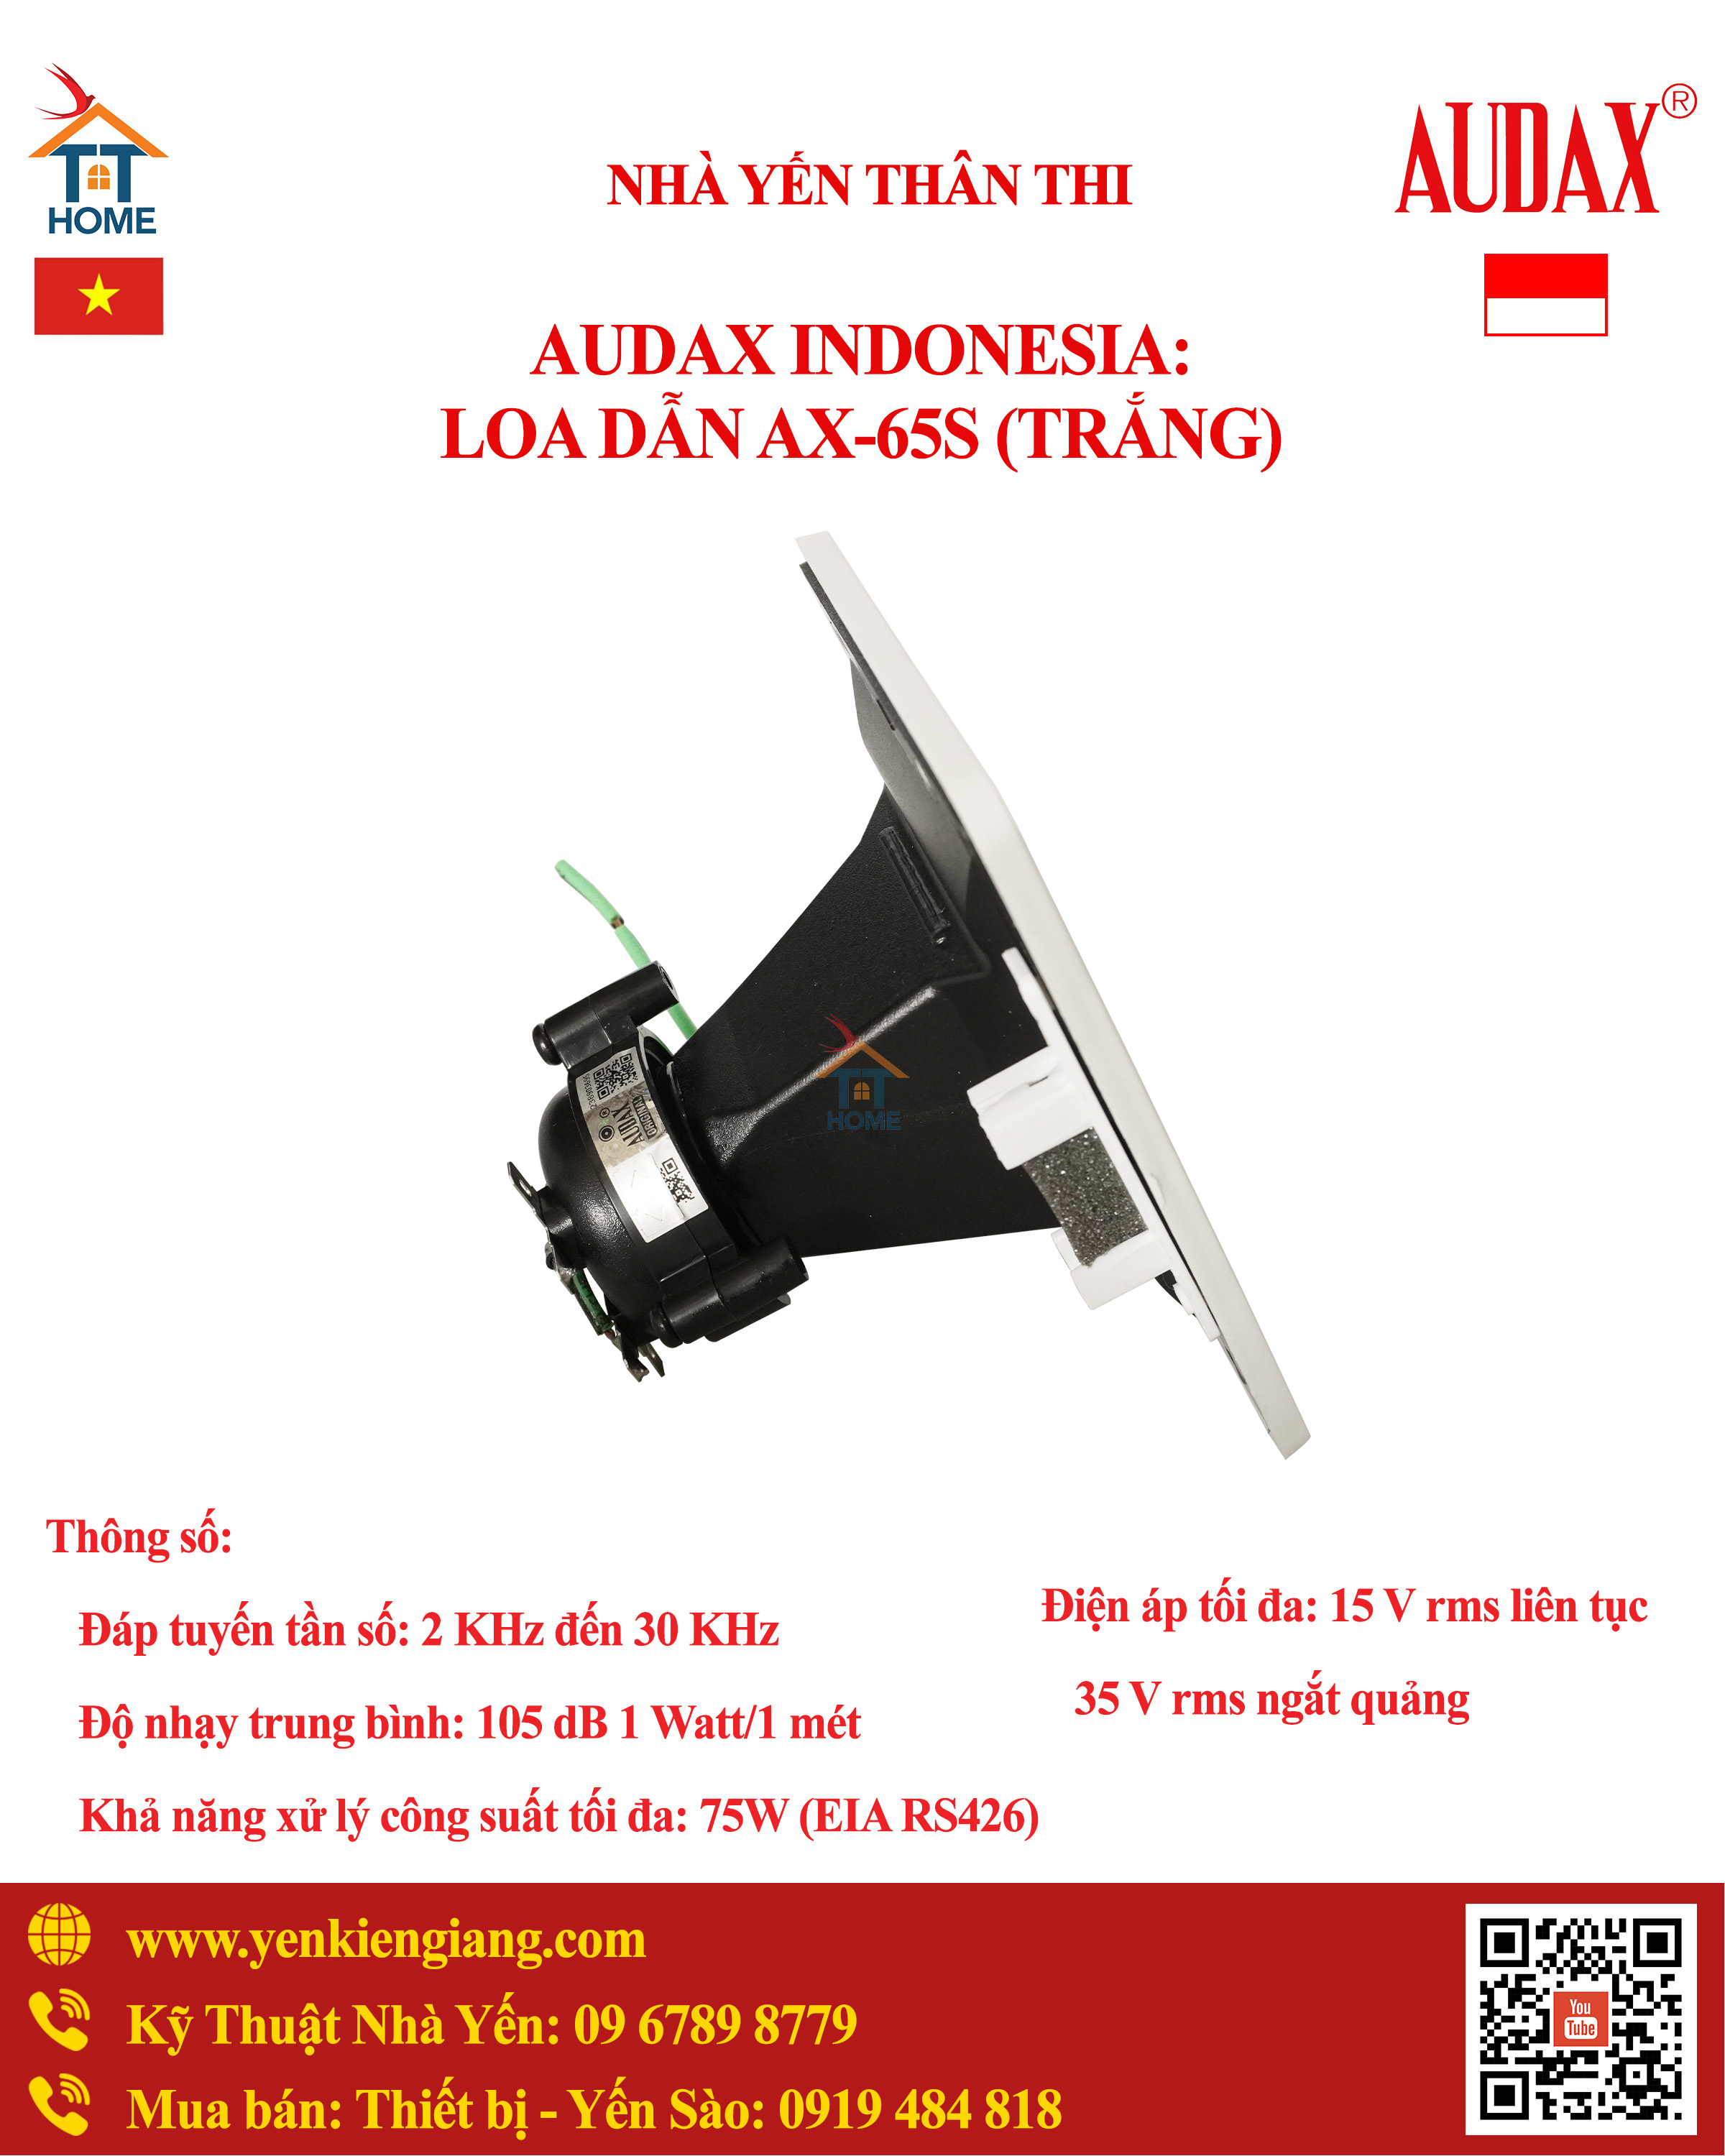 TT
HOME
NHÀ YẾN THÂN THI
AUDAX®
AUDAX INDONESIA:
LOA DẪN AX-65S (TRẮNG)
AUDAX
ORIGINAL
TT
HOME
Thông số:
Đáp tuyến tần số: 2 KHz đến 30 KHz
Độ nhạy trung bình: 105 dB 1 Watt/1 mét
Khả năng xử lý công suất tối đa: 75W (EIA RS426)
Điện áp tối đa: 15 V rms liên tục
35 V rms ngắt quảng
www.yenkiengiang.com
Kỹ Thuật Nhà Yến: 09 6789 8779
Mua bán: Thiết bị - Yến Sào: 0919 484 818
You
Tube